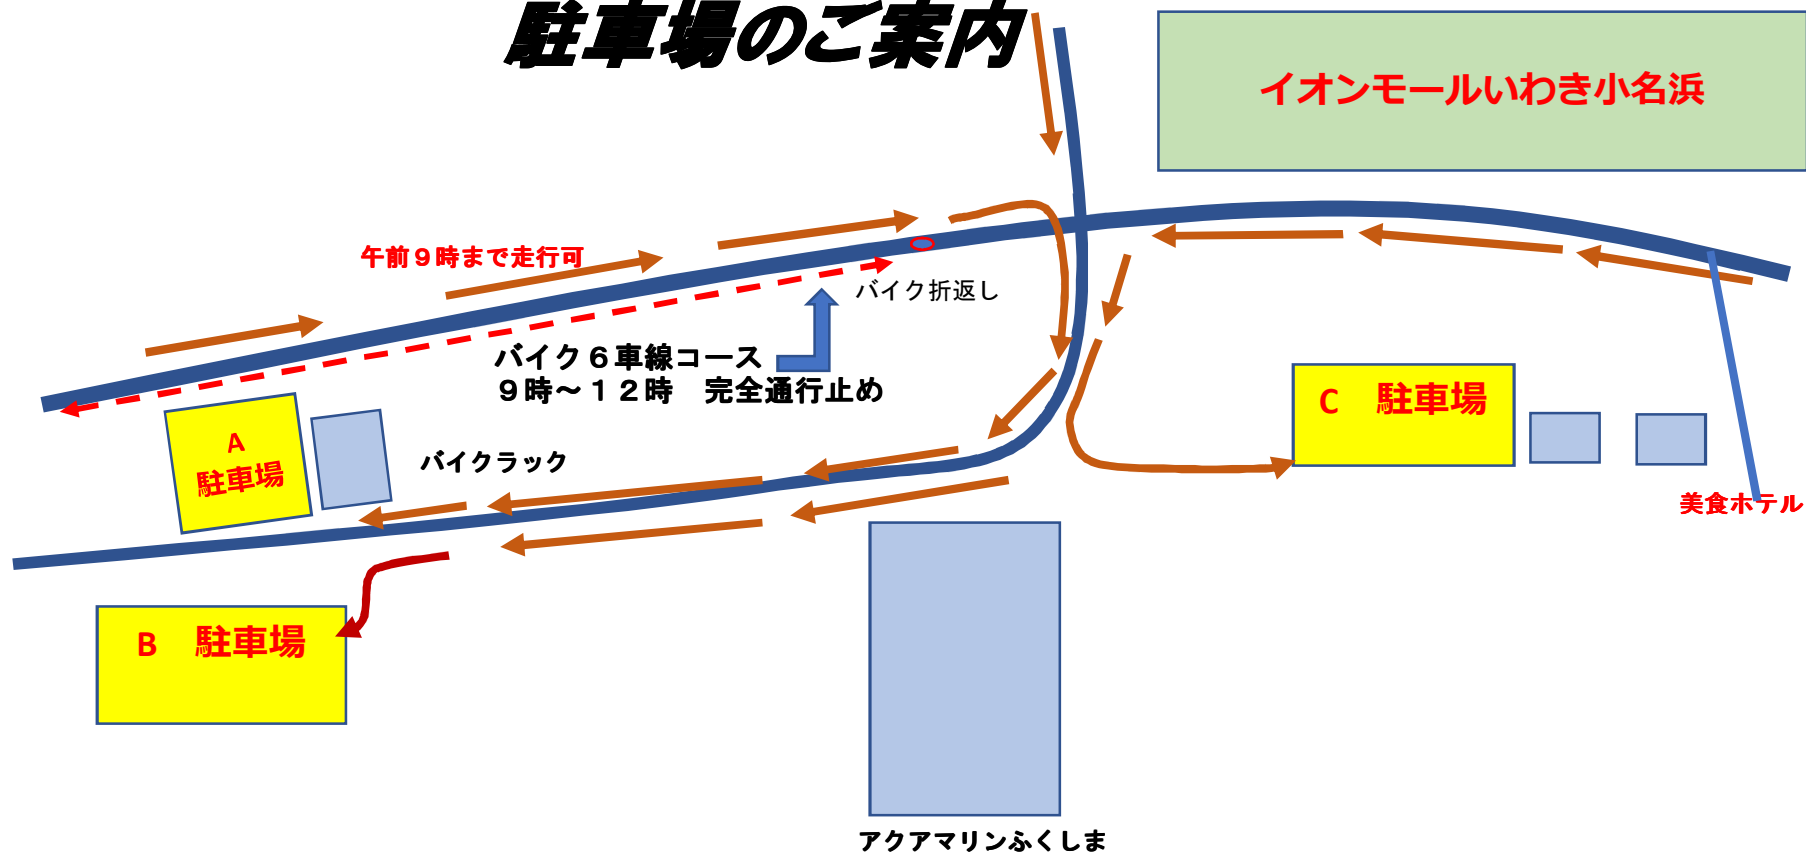 駐車場のご案内
イオンモールいわき小名浜
午前９時まで走行可
バイク折返し
バイク６車線コース
９時～１２時　完全通行止め
A
駐車場
バイクラック
C　駐車場
美食ホテル
B　駐車場
アクアマリンふくしま